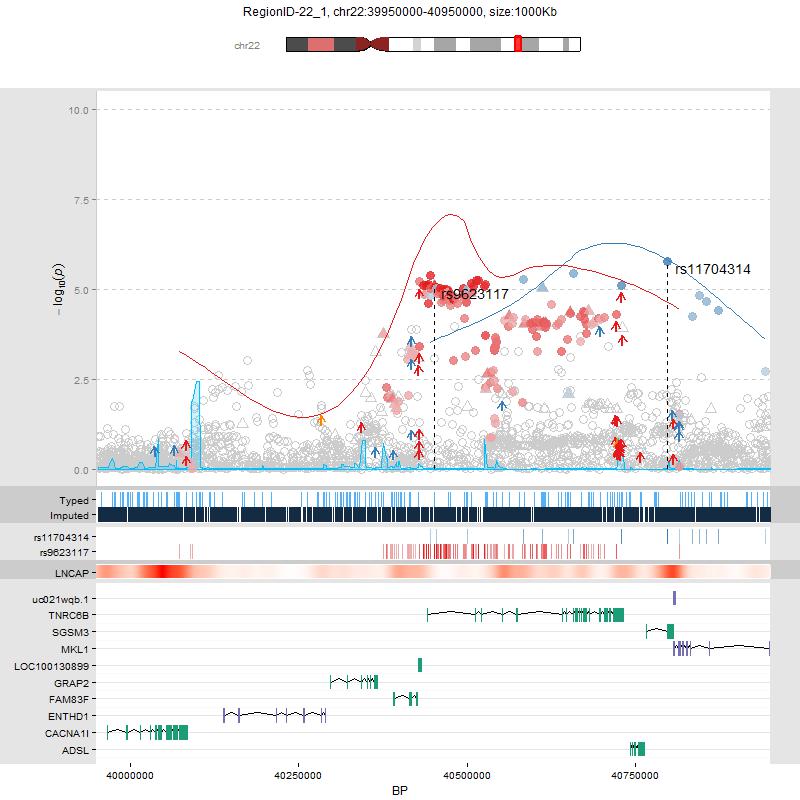 RegionID-22_1, chr22:39950000-40950000, size:1000Kb
chr22
10.0
7.5
5.0
2.5
0.0
−log10(p)
rs11704314
rs9623117
Typed
Imputed
rs11704314
rs9623117
LNCAP
uc021wqb.1
TNRC6B
SGSM3
MKL1
LOC100130899
GRAP2
FAM83F
ENTHD1
CACNA1I
ADSL
40000000 40250000 40500000 40750000
BP